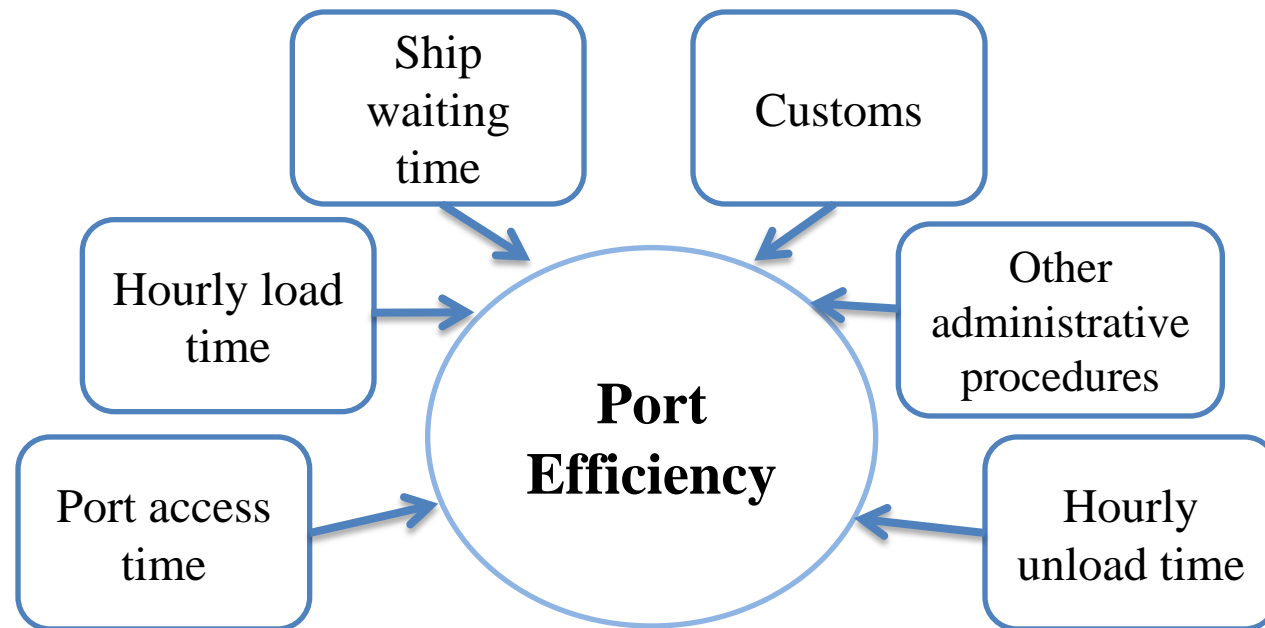 Ship
waiting
time
Customs
Hourly load
time
Other
administrative
procedures
Port
Efficiency
Port access
time
Hourly
unload time